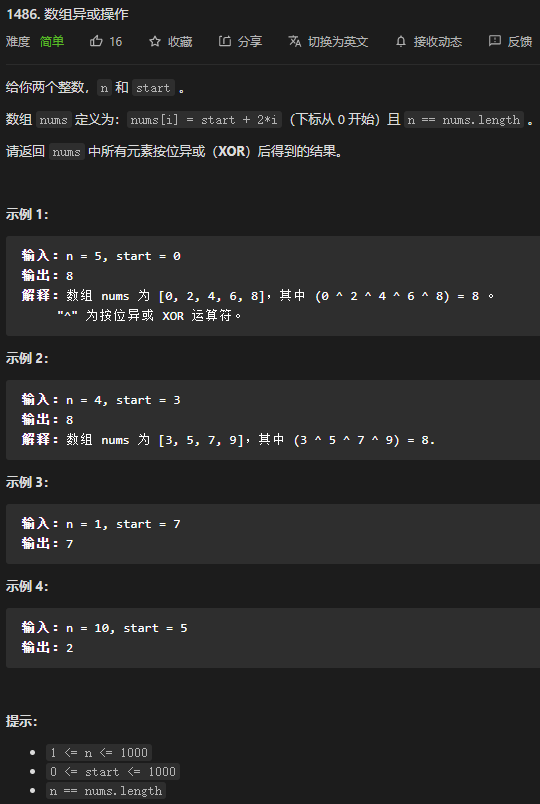 1486. 数组异或操作
难度 简单 16 收藏 分享 切换为英文 接收动态 反馈
给你两个整数，n 和 start 。
数组 nums 定义为：nums[i] = start + 2*i（下标从 0 开始）且 n == nums.length 。
请返回 nums 中所有元素按位异或（XOR）后得到的结果。
示例 1：
输入：n = 5, start = 0
输出：8
解释：数组 nums 为 [0, 2, 4, 6, 8]，其中 (0 ^ 2 ^ 4 ^ 6 ^ 8) = 8 。
"^" 为按位异或 XOR 运算符。
示例 2：
输入：n = 4, start = 3
输出：8
解释：数组 nums 为 [3, 5, 7, 9]，其中 (3 ^ 5 ^ 7 ^ 9) = 8.
示例 3：
输入：n = 1, start = 7
输出：7
示例 4：
输入：n = 10, start = 5
输出：2
提示：
• 1 <= n <= 1000
• 0 <= start <= 1000
• n == nums.length